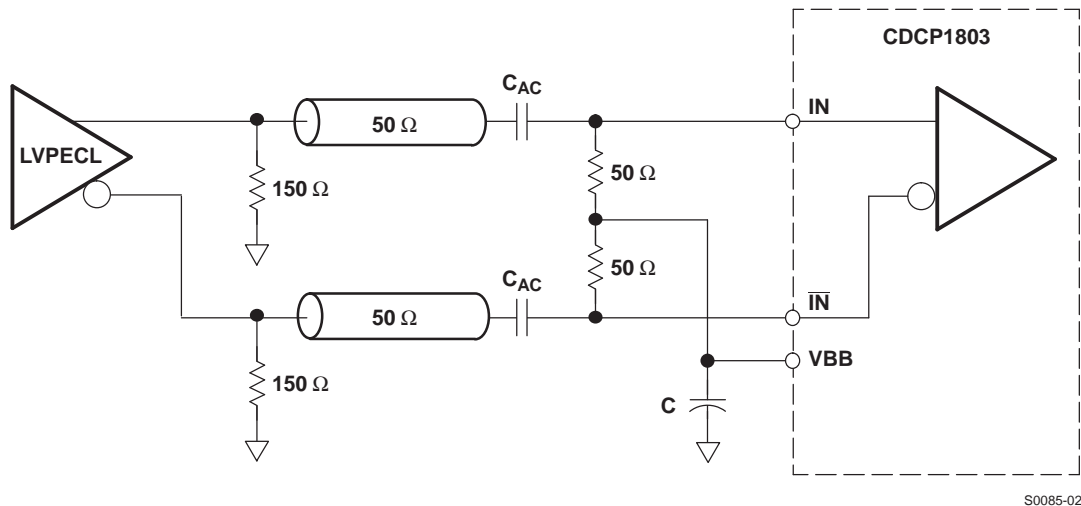 CDCP1803
CAC
IN
50 Ω
LVPECL
50 Ω
150 Ω
50 Ω
CAC
IN
50 Ω
VBB
150 Ω
C
S0085-02